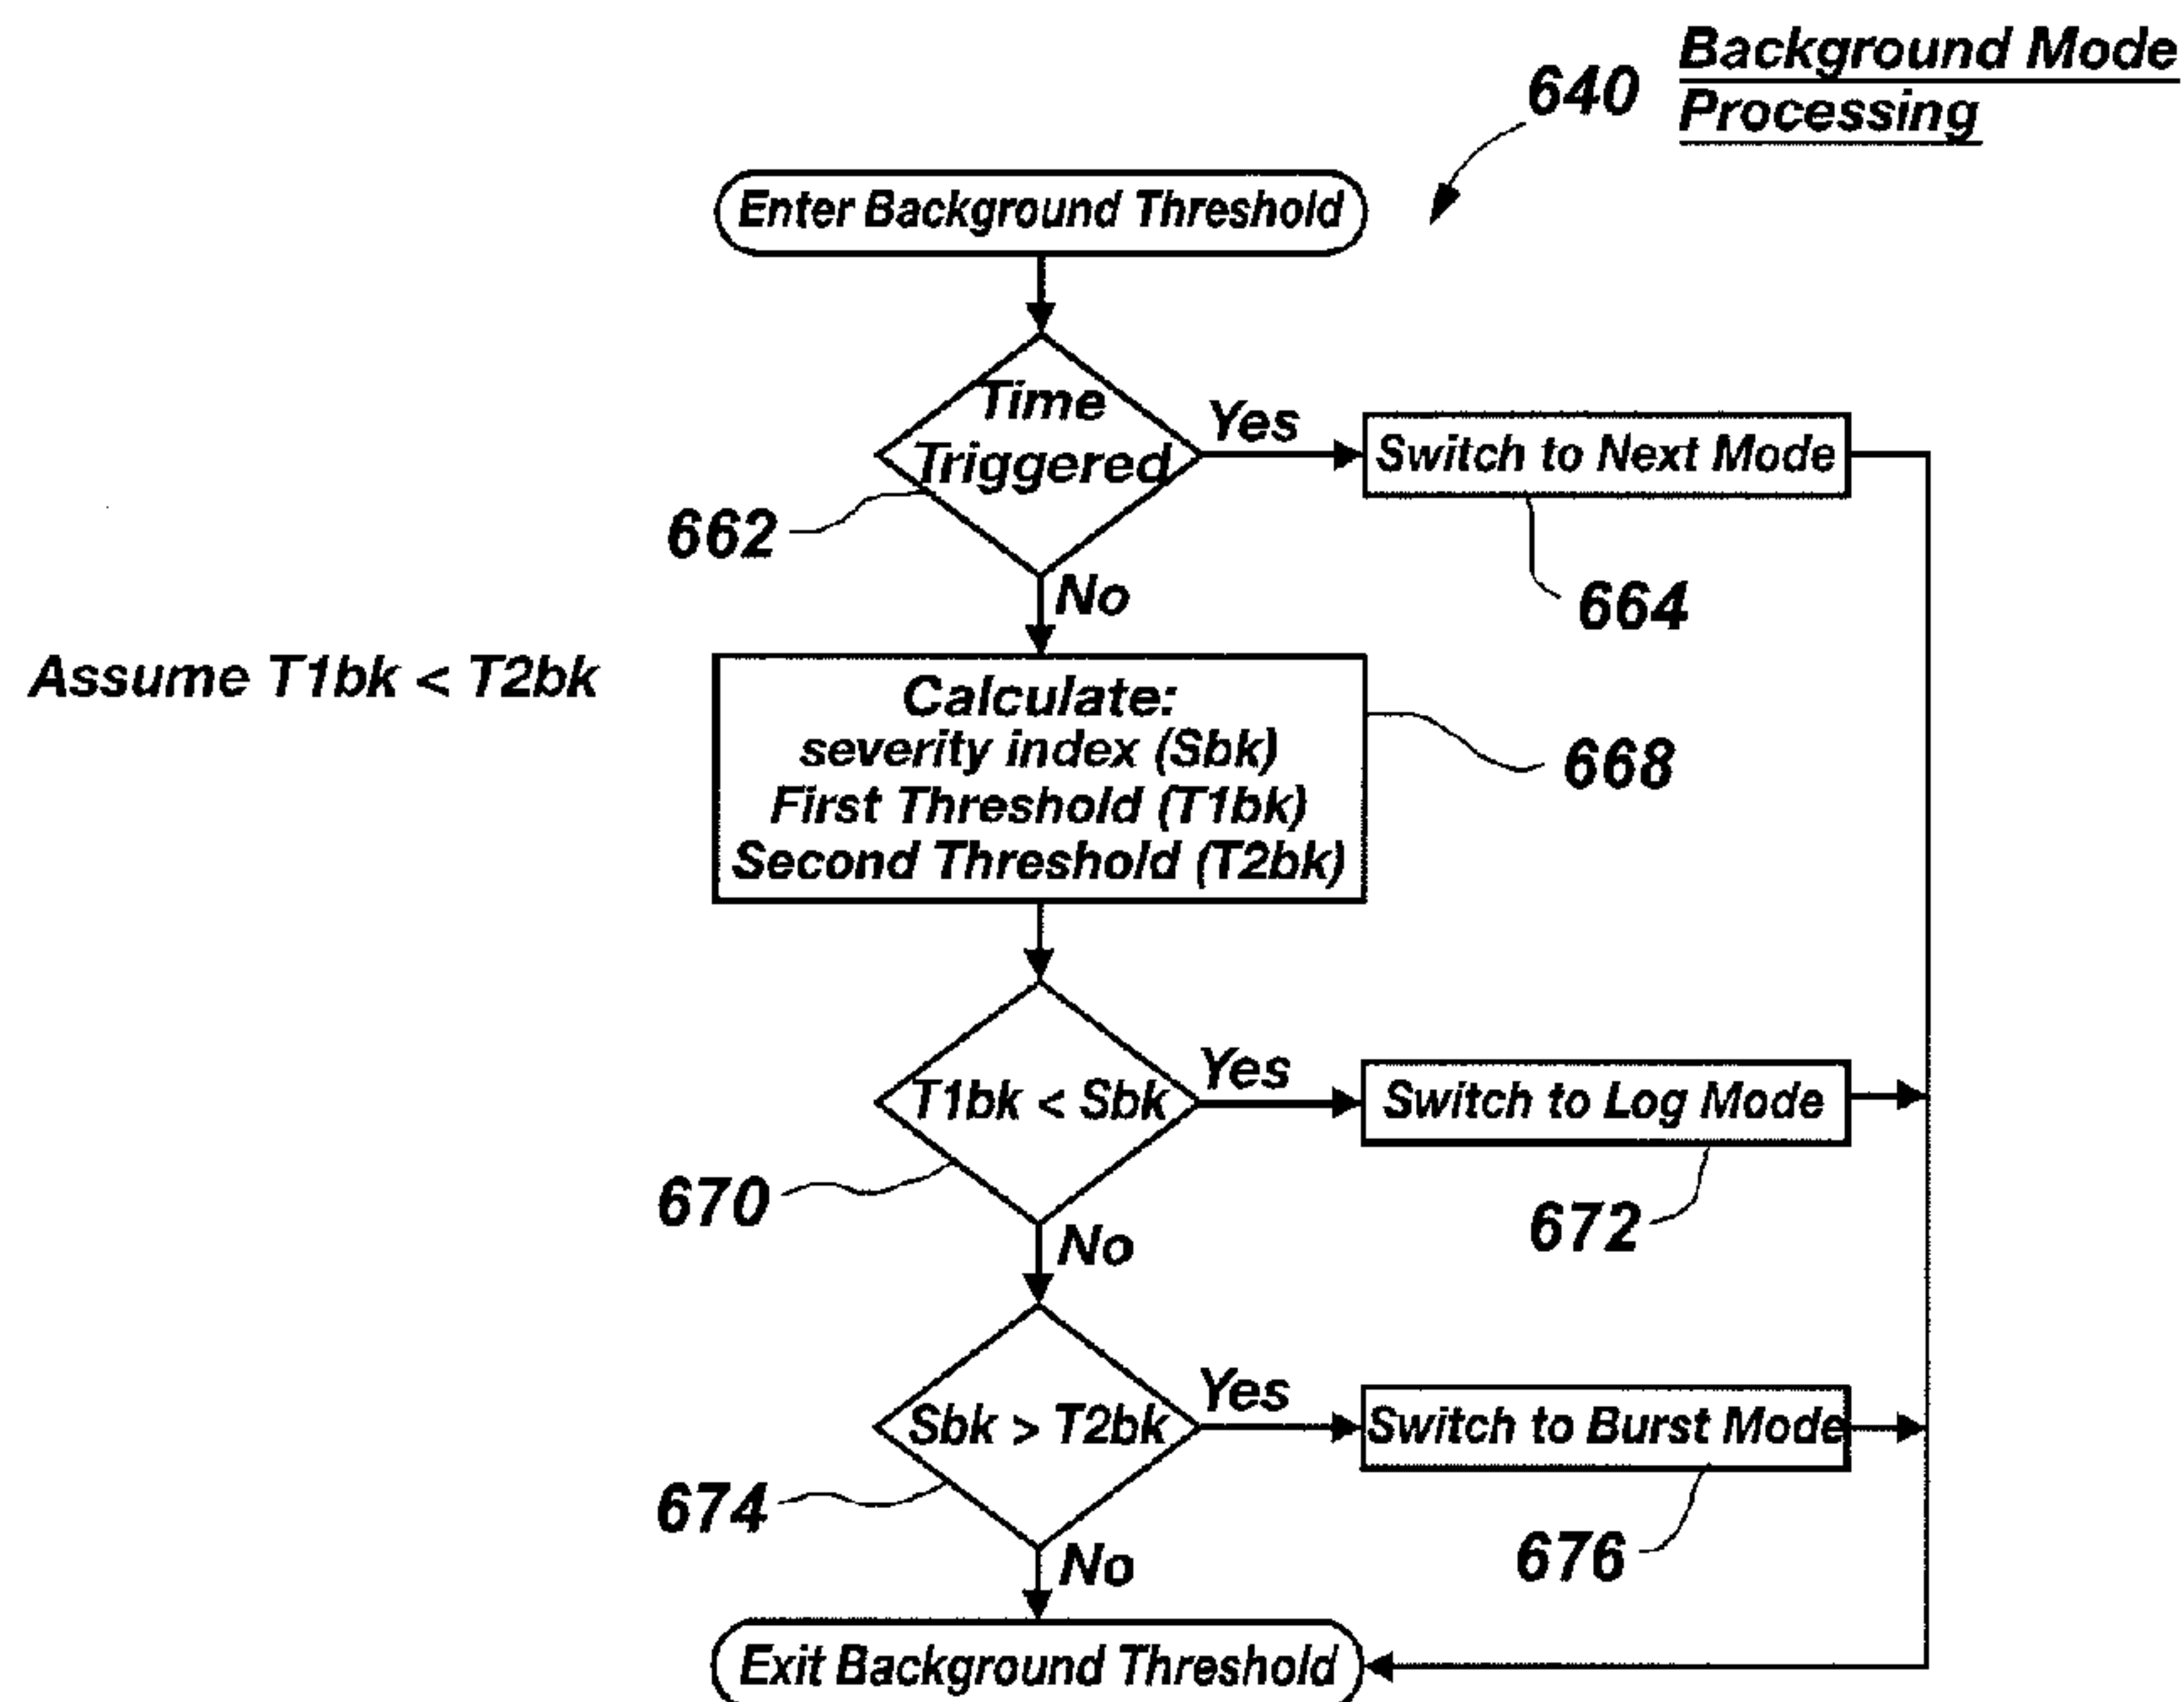 640
Background Mode
Processing
Enter Background Threshold
Time
Triggered
Yes
Switch to Next Mode
662
664
No
Assume T1bk < T2bk
Calculate:
severity index (Sbk)
First Threshold (T1bk)
Second Threshold (T2bk)
668
T1bk < Sbk
Yes
Switch to Log Mode
670
672
No
Sbk > T2bk
Yes
Switch to Burst Mode
674
676
No
Exit Background Threshold